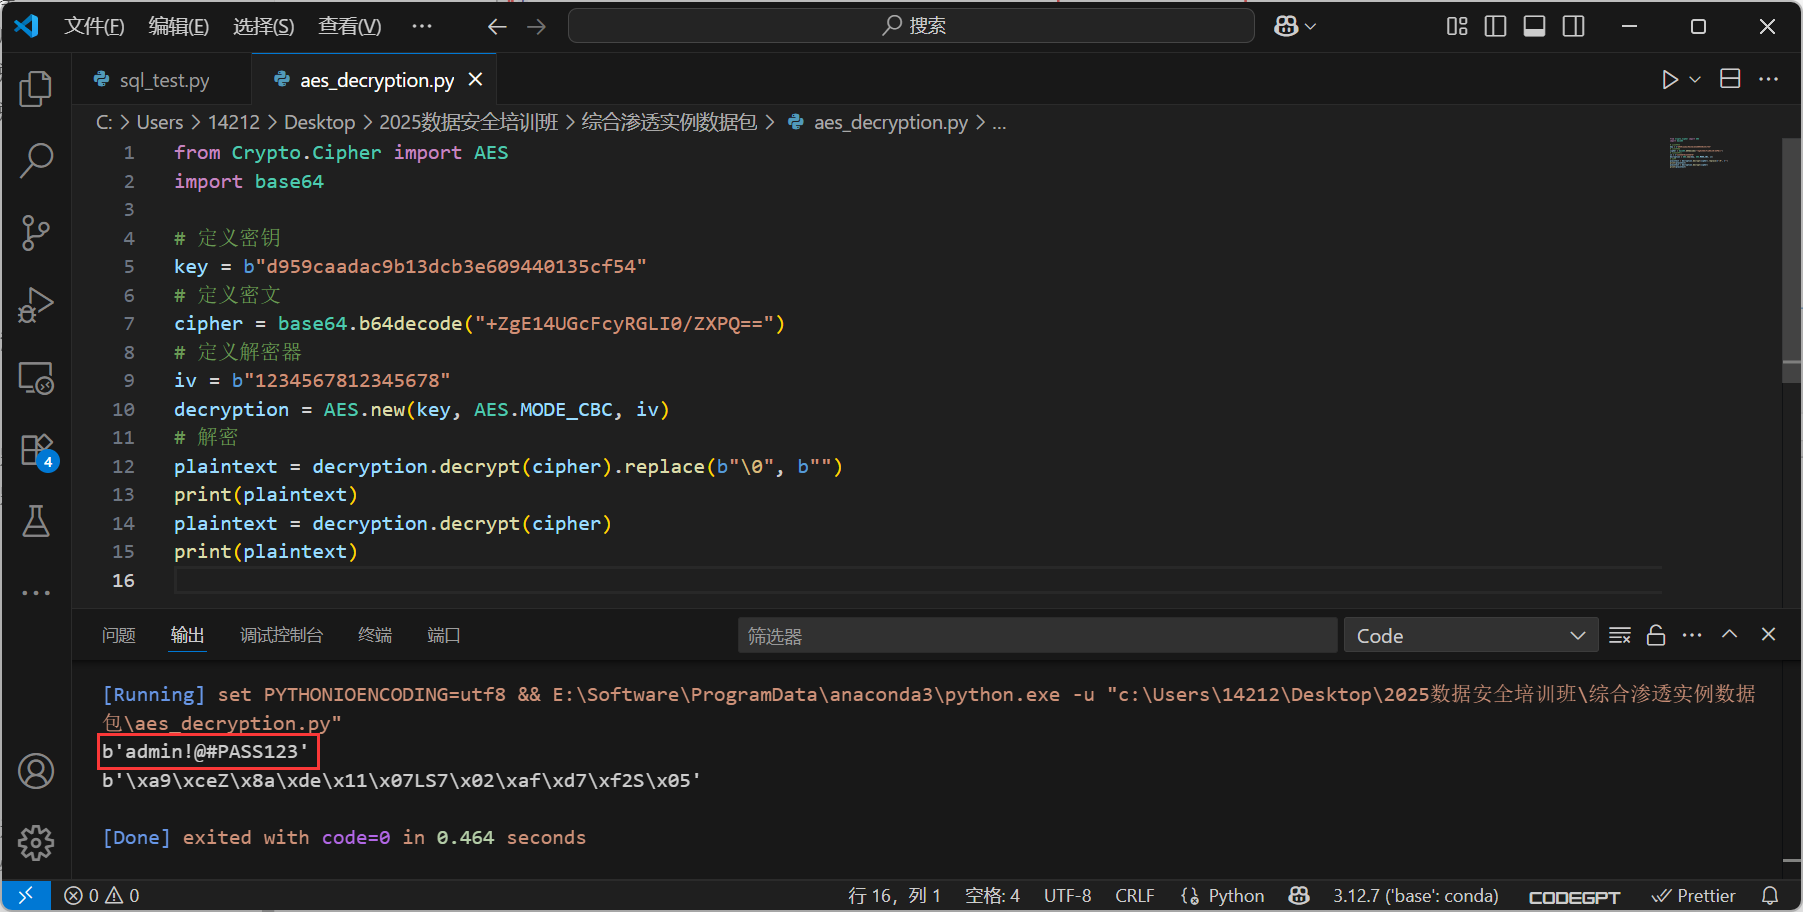 文件(F) 编辑(E) 选择(S) 查看(V) ··· 搜索
sql_test.py aes_decryption.py
C: > Users > 14212 > Desktop > 2025数据安全培训班 > 综合渗透实例数据包 > aes_decryption.py > ...
1 from Crypto.Cipher import AES
2 import base64
3
4 # 定义密钥
5 key = b"d959caadac9b13dcb3e609440135cf54"
6 # 定义密文
7 cipher = base64.b64decode("+ZgE14UGcFcyRGLI0/ZXPQ==")
8 # 定义解密器
9 iv = b"1234567812345678"
10 decryption = AES.new(key, AES.MODE_CBC, iv)
11 # 解密
12 plaintext = decryption.decrypt(cipher).replace(b"\0", b"")
13 print(plaintext)
14 plaintext = decryption.decrypt(cipher)
15 print(plaintext)
16
问题 输出 调试控制台 终端 端口 筛选器 Code
[Running] set PYTHONIOENCODING=utf8 && E:\Software\ProgramData\anaconda3\python.exe -u "c:\Users\14212\Desktop\2025数据安全培训班\综合渗透实例数据
包\aes_decryption.py"
b'admin!@#PASS123'
b'\xa9\xceZ\x8a\xde\x11\x07LS7\x02\xaf\xd7\xf2S\x05'
[Done] exited with code=0 in 0.464 seconds
4
0 0 行 16，列 1 空格: 4 UTF-8 CRLF Python 3.12.7 ('base': conda) CODEGPT Prettier